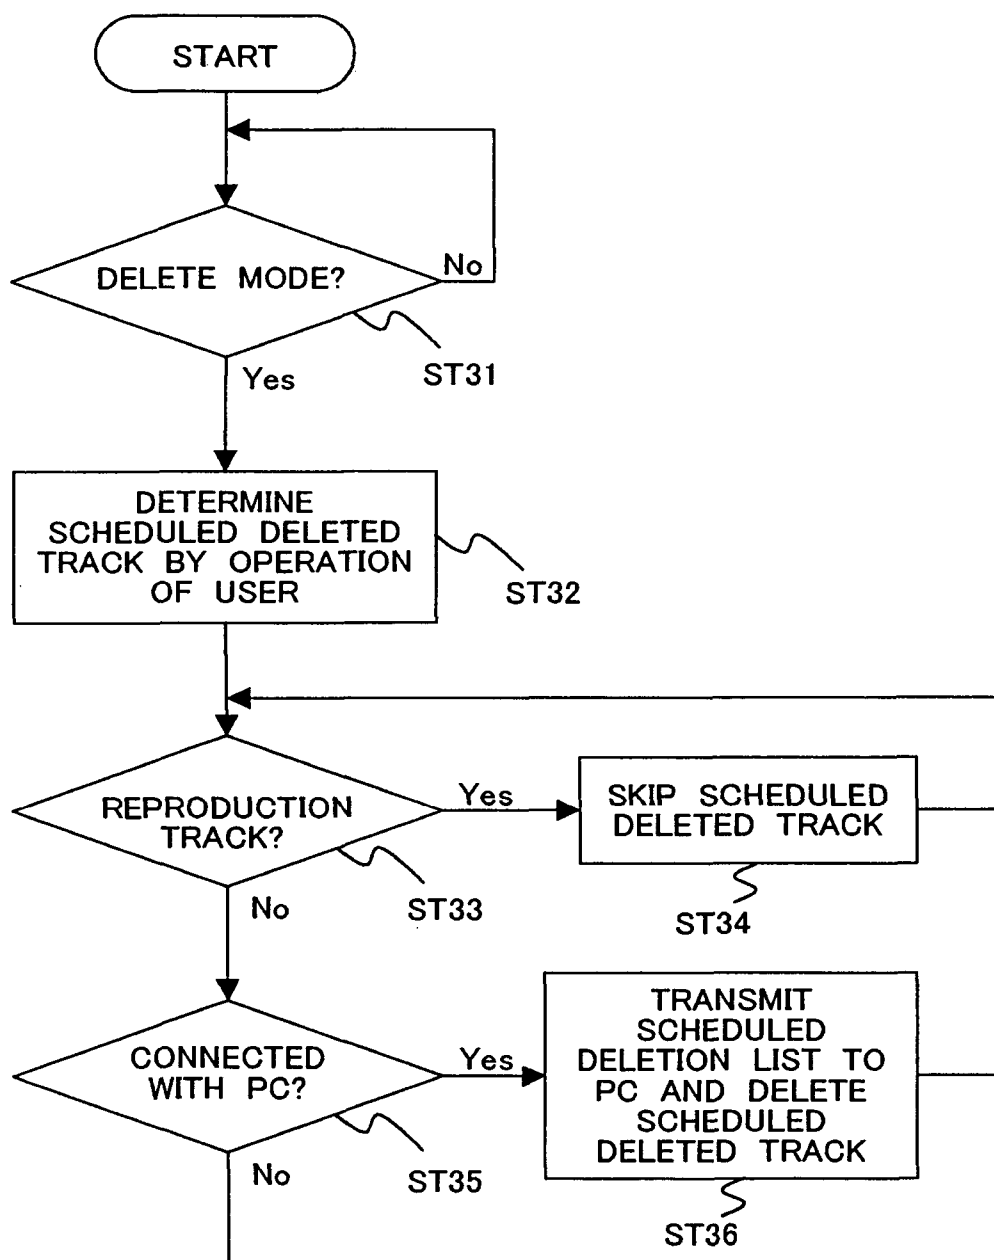 START
DELETE MODE?
No
ST31
Yes
DETERMINE
SCHEDULED DELETED
TRACK BY OPERATION
OF USER
ST32
REPRODUCTION
TRACK?
Yes
SKIP SCHEDULED
DELETED TRACK
No
ST33
ST34
CONNECTED
WITH PC?
Yes
TRANSMIT
SCHEDULED
DELETION LIST TO
PC AND DELETE
SCHEDULED
DELETED TRACK
No
ST35
ST36